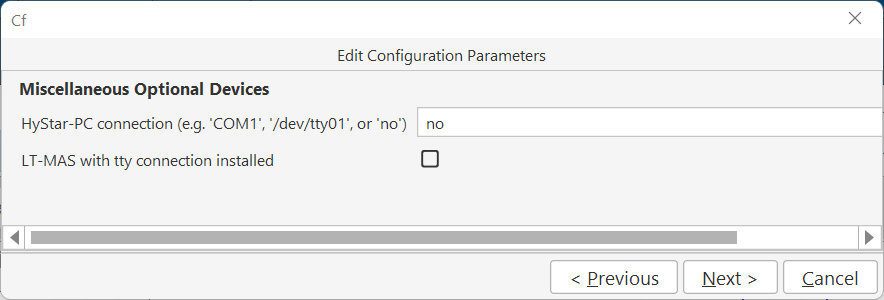 Cf
Edit Configuration Parameters
Miscellaneous Optional Devices
HyStar-PC connection (e.g. 'COM1', '/dev/tty01', or 'no') no
LT-MAS with tty connection installed
< Previous Next > Cancel